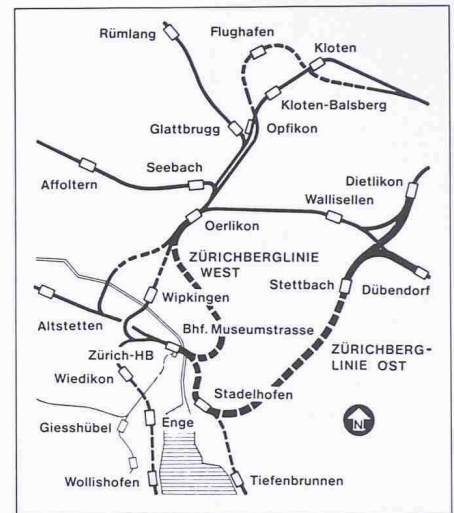 Rümlang
Flughafen
Kloten
Kloten-Balsberg
Glattbrugg
Opfikon
Seebach
Dietlikon
Affoltern
Wallisellen
Oerlikon
ZÜRICHBERGLINIE
WEST
Stettbach
Dübendorf
Wipkingen
Altstetten
Bhf. Museumstrasse
Zürich-HB
ZÜRICHBERG-
LINIE OST
Wiedikon
Stadelhofen
Giesshübel
Enge
N
Wollishofen
Tiefenbrunnen